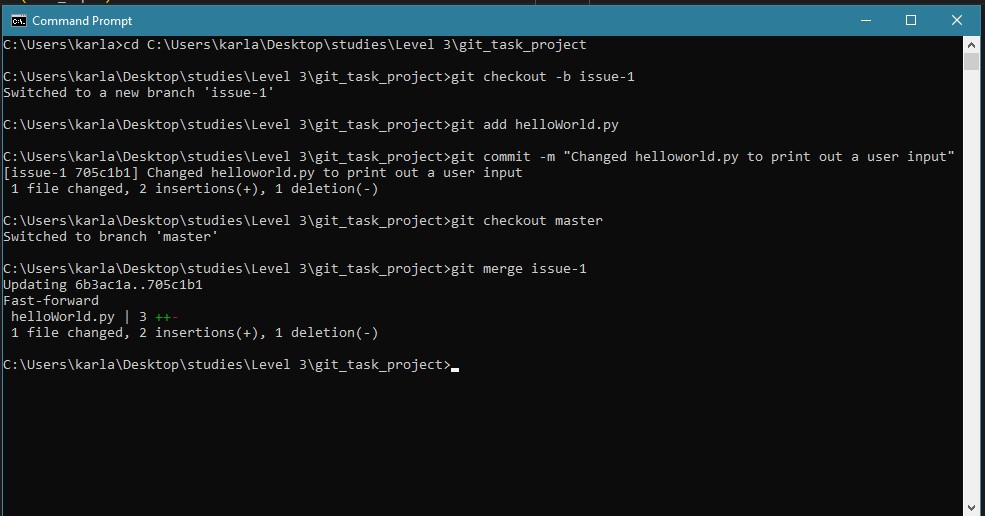 Command Prompt
C:\Users\karla>cd C:\Users\karla\Desktop\studies\Level 3\git_task_project
C:\Users\karla\Desktop\studies\Level 3\git_task_project>git checkout -b issue-1
Switched to a new branch 'issue-1'
C:\Users\karla\Desktop\studies\Level 3\git_task_project>git add helloWorld.py
C:\Users\karla\Desktop\studies\Level 3\git_task_project>git commit -m "Changed helloworld.py to print out a user input"
[issue-1 705c1b1] Changed helloworld.py to print out a user input
 1 file changed, 2 insertions(+), 1 deletion(-)
C:\Users\karla\Desktop\studies\Level 3\git_task_project>git checkout master
Switched to branch 'master'
C:\Users\karla\Desktop\studies\Level 3\git_task_project>git merge issue-1
Updating 6b3ac1a..705c1b1
Fast-forward
 helloWorld.py | 3 ++-
 1 file changed, 2 insertions(+), 1 deletion(-)
C:\Users\karla\Desktop\studies\Level 3\git_task_project>